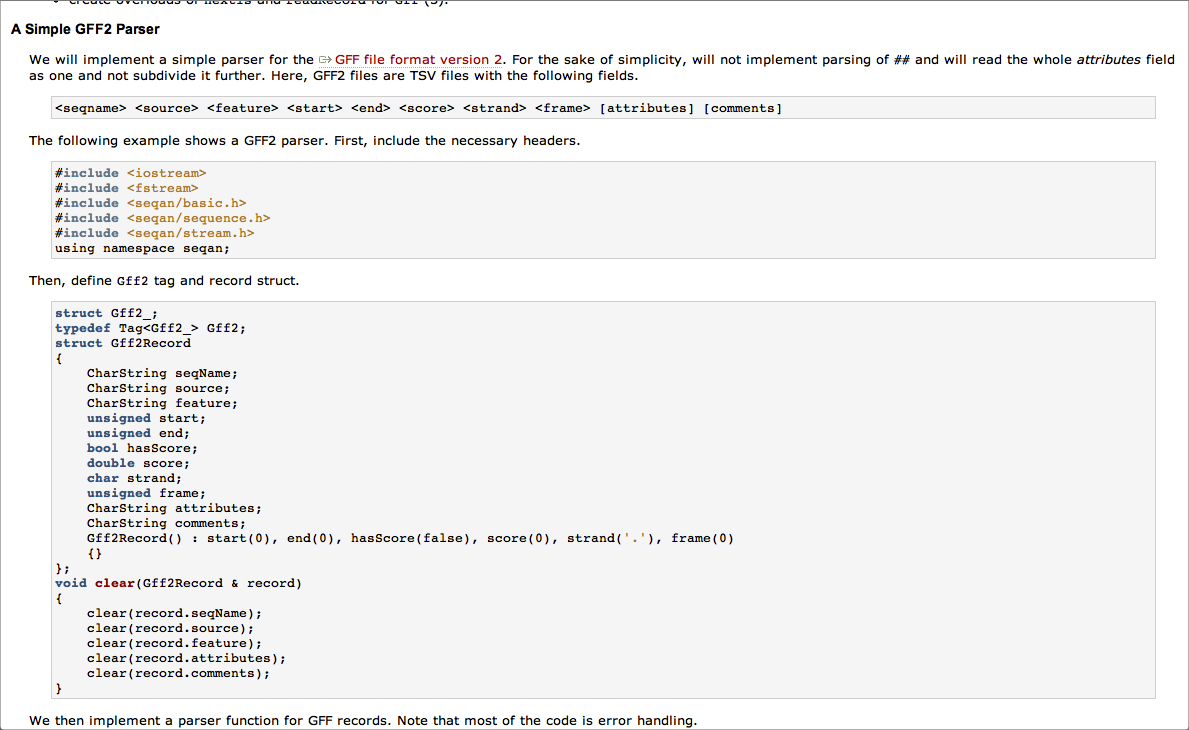 A Simple GFF2 Parser
We will implement a simple parser for the GFF file format version 2. For the sake of simplicity, will not implement parsing of ## and will read the whole attributes field
as one and not subdivide it further. Here, GFF2 files are TSV files with the following fields.
<seqname> <source> <feature> <start> <end> <score> <strand> <frame> [attributes] [comments]
The following example shows a GFF2 parser. First, include the necessary headers.
#include <iostream>
#include <fstream>
#include <seqan/basic.h>
#include <seqan/sequence.h>
#include <seqan/stream.h>
using namespace seqan;
Then, define Gff2 tag and record struct.
struct Gff2_;
typedef Tag<Gff2_> Gff2;
struct Gff2Record
{
    CharString seqName;
    CharString source;
    CharString feature;
    unsigned start;
    unsigned end;
    bool hasScore;
    double score;
    char strand;
    unsigned frame;
    CharString attributes;
    CharString comments;
    Gff2Record() : start(0), end(0), hasScore(false), score(0), strand('.'), frame(0)
    {}
};
void clear(Gff2Record & record)
{
    clear(record.seqName);
    clear(record.source);
    clear(record.feature);
    clear(record.attributes);
    clear(record.comments);
}
We then implement a parser function for GFF records. Note that most of the code is error handling.